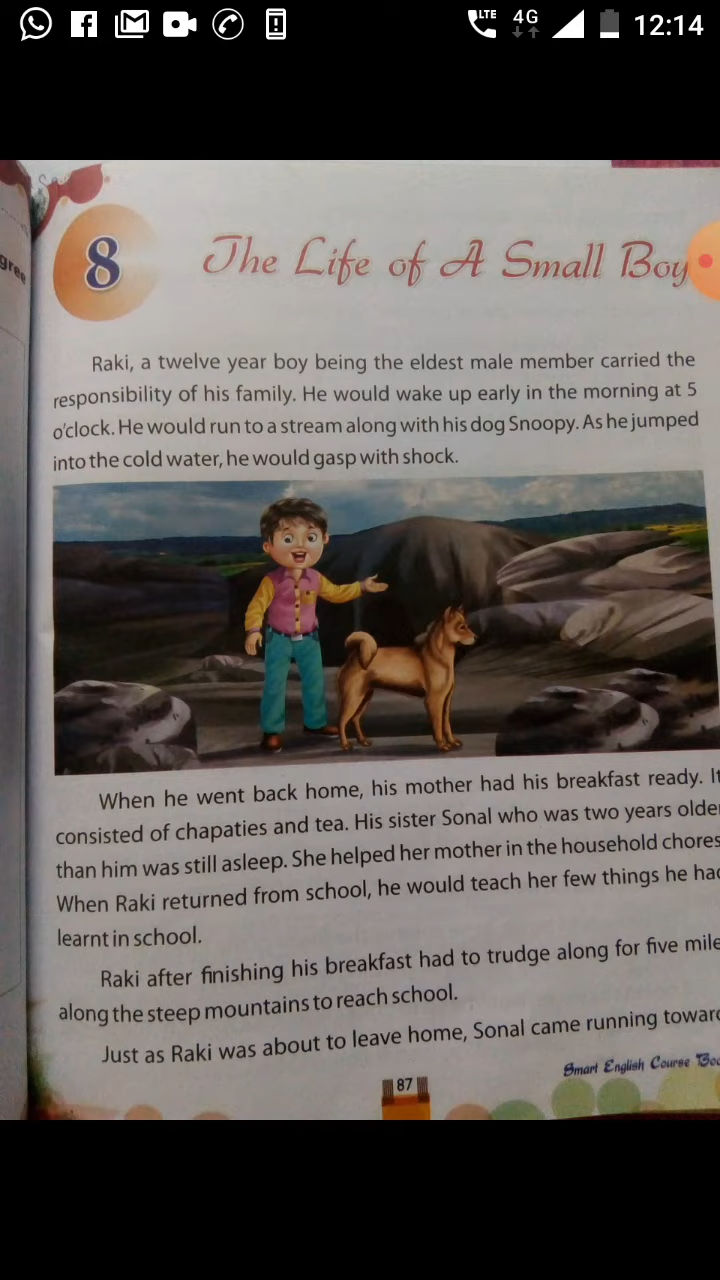 12:14
LTE
4G
gree
8
The Life of A Small Boy
Raki, a twelve year boy being the eldest male member carried the
responsibility of his family. He would wake up early in the morning at 5
o'clock. He would run to a stream along with his dog Snoopy. As he jumped
into the cold water, he would gasp with shock.
When he went back home, his mother had his breakfast ready. It
consisted of chapaties and tea. His sister Sonal who was two years older
than him was still asleep. She helped her mother in the household chores
When Raki returned from school, he would teach her few things he had
learnt in school.
Raki after finishing his breakfast had to trudge along for five mile
along the steep mountains to reach school.
Just as Raki was about to leave home, Sonal came running toward
Smart English Course Boo
87